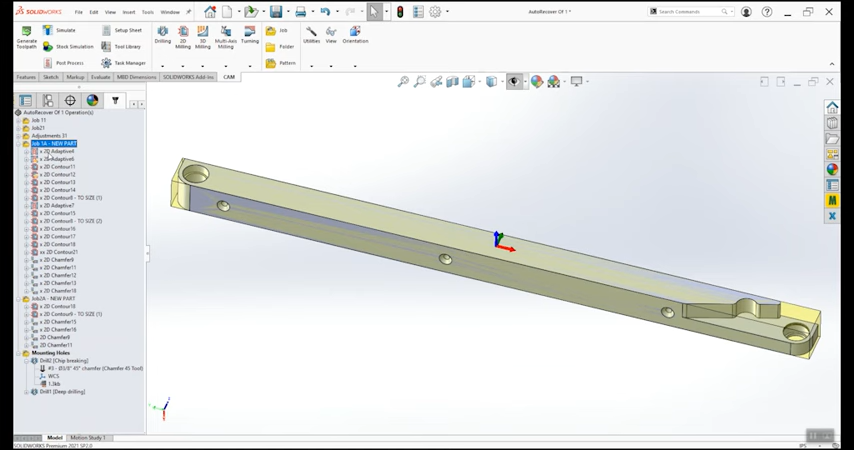 SOLIDWORKS File Edit View Insert Tools Window AutoRecover Of 1 * Search Commands
Generate Toolpath Simulate Stock Simulation Post Process Setup Sheet Tool Library Task Manager Drilling 2D Milling 3D Milling Multi-Axis Milling Turning Job Folder Pattern Utilities View Orientation
Features Sketch Markup Evaluate MBD Dimensions SOLIDWORKS Add-Ins CAM
AutoRecover Of 1 Operation(s)
Job 11
Job21
Adjustments 31
Job 1A - NEW PART
x 2D Adaptive4
x 2D Adaptive6
x 2D Contour11
x 2D Contour12
x 2D Contour13
x 2D Contour14
x 2D Contour8 - TO SIZE (1)
x 2D Adaptive7
x 2D Contour15
x 2D Contour8 - TO SIZE (2)
x 2D Contour16
x 2D Contour17
x 2D Contour18
xx 2D Contour21
x 2D Chamfer9
x 2D Chamfer11
x 2D Chamfer12
x 2D Chamfer13
x 2D Chamfer18
Job2A - NEW PART
x 2D Contour18
x 2D Contour9 - TO SIZE (1)
x 2D Chamfer15
x 2D Chamfer16
2D Chamfer9
2D Chamfer11
Mounting Holes
Drill2 [Chip breaking]
#3 - Ø3/8" 45° chamfer (Chamfer 45 Tool)
WCS
1.3kb
Drill1 [Deep drilling]
Model Motion Study 1
SOLIDWORKS Premium 2021 SP2.0 IPS